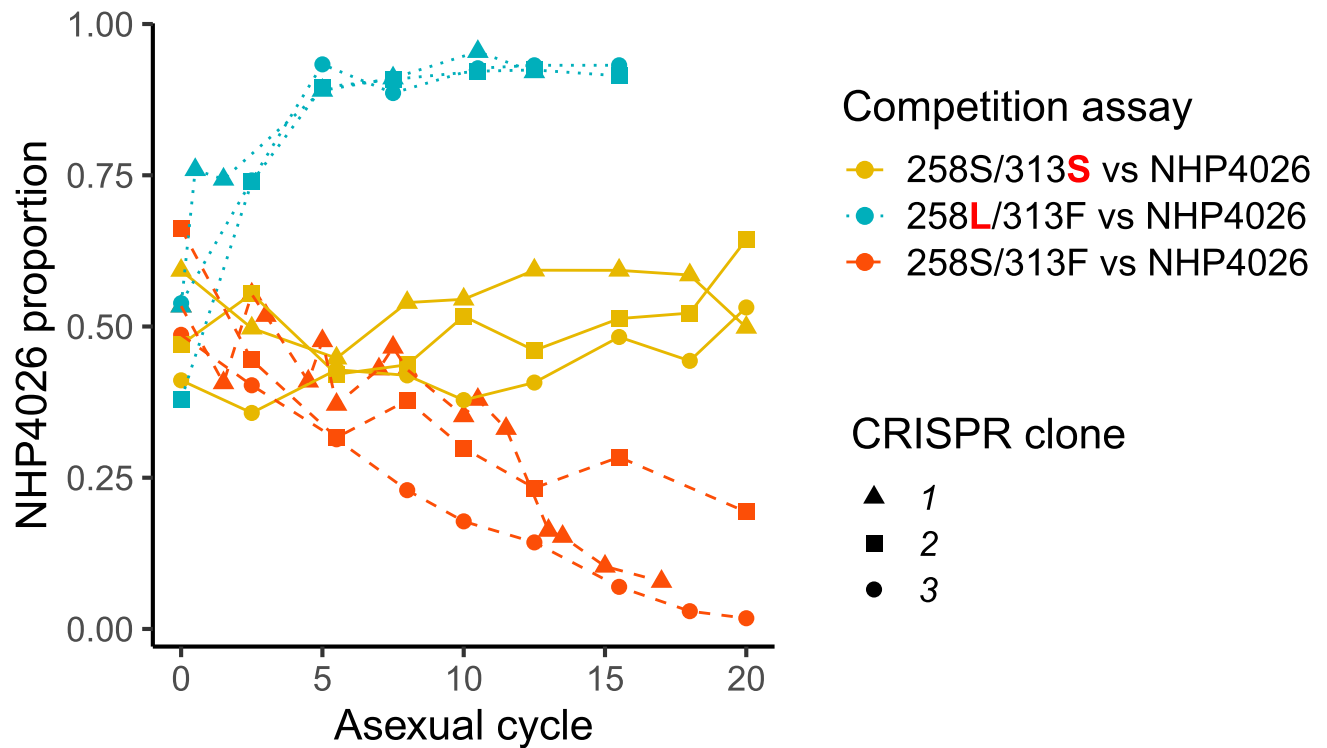 1.00
0.75
0.50
0.25
0.00
NHP4026 proportion
0
5
10
15
20
Asexual cycle
Competition assay
258S/313S vs NHP4026
258L/313F vs NHP4026
258S/313F vs NHP4026
CRISPR clone
1
2
3